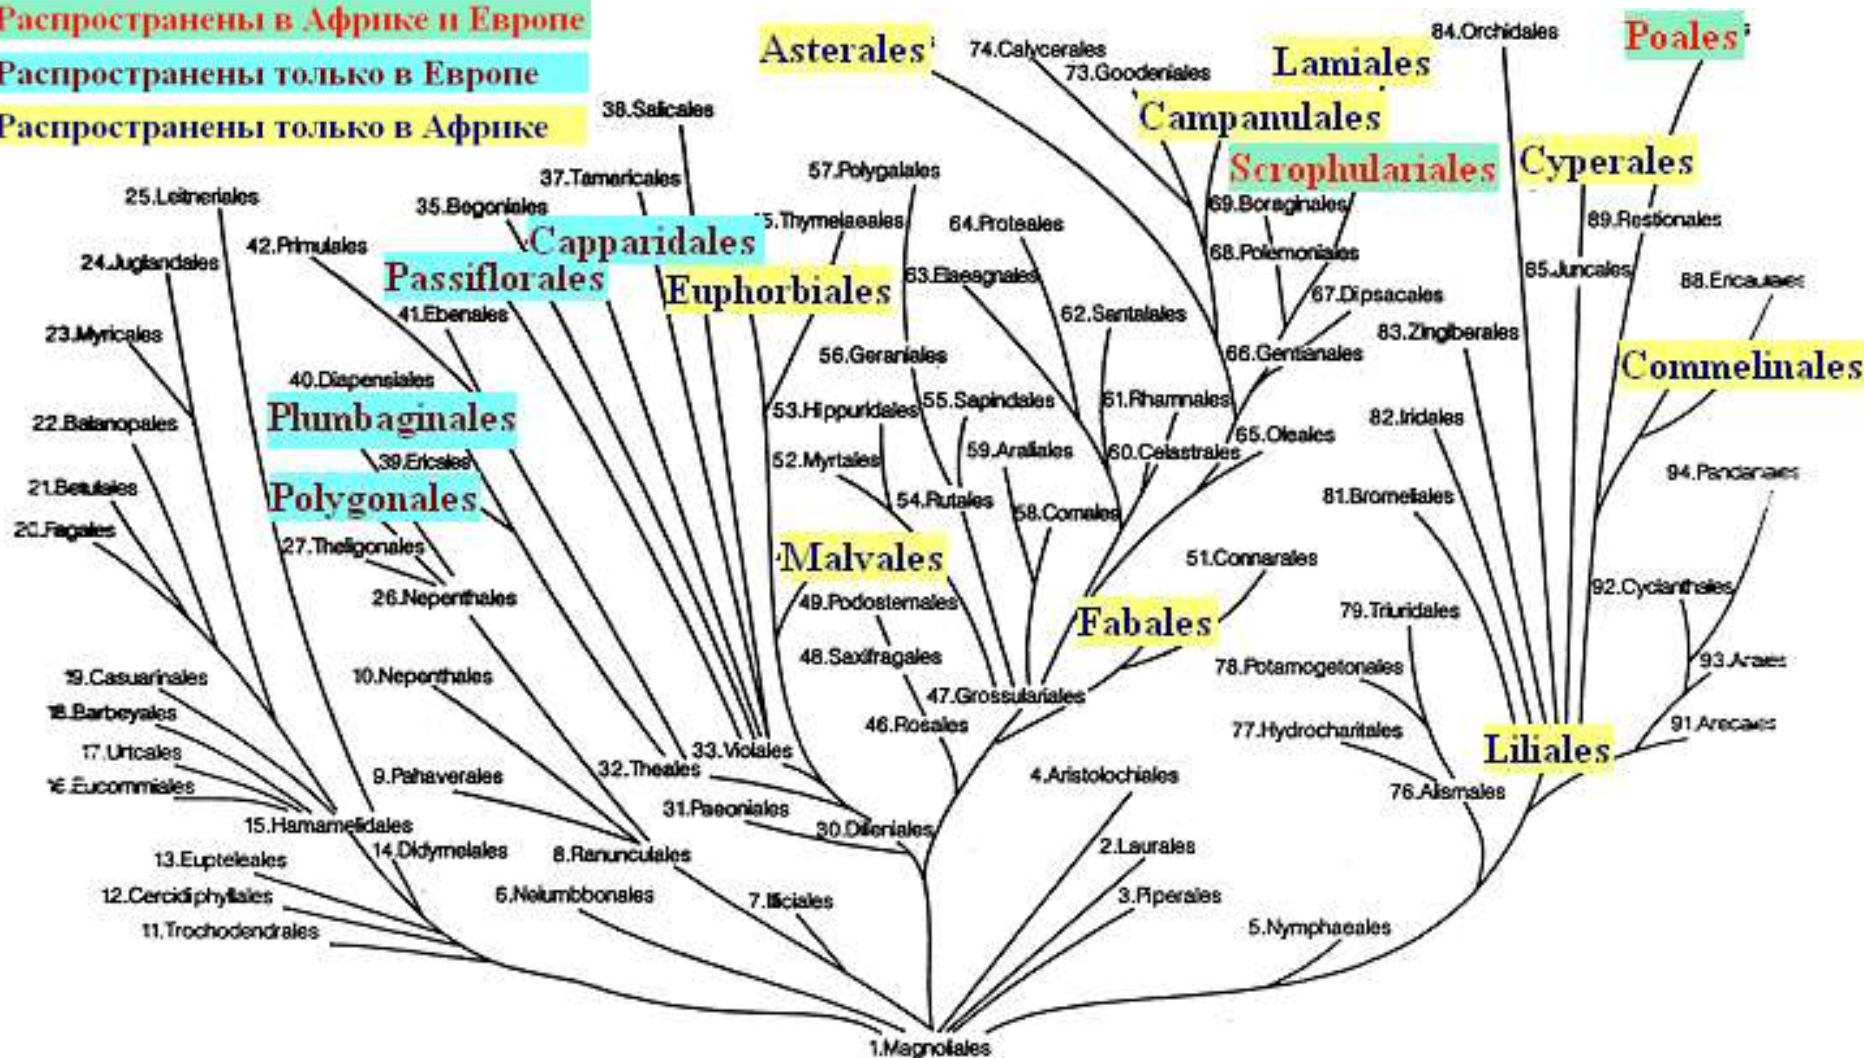 Распространены в Африке и Европе
Распространены только в Европе
Распространены только в Африке
Asterales
74.Calycerales
73.Goodeniales
Lamiales
84.Orchidales
Poales
38.Salicales
Campanulales
25.Leitneriales
37.Tamaricales
57.Polygalales
Scrophulariales
Cyperales
35.Begoniales
5.Thymelaeales
64.Proteales
69.Boraginales
89.Restionales
24.Juglandales
42.Primulales
Capparidales
68.Polemoniales
Passiflorales
Euphorbiales
63.Elaeagnales
67.Dipsacales
85.Juncales
23.Myricales
41.Ebenales
62.Santalales
83.Zingiberales
56.Geraniales
66.Gentianales
Commelinales
40.Diapensiales
22.Balanopales
Plumbaginales
53.Hippuridales
55.Sapindales
61.Rhamnales
82.Iridales
39.Ericales
52.Myrtales
59.Araliales
60.Celastrales
65.Oleales
21.Betulales
Polygonales
54.Rutales
81.Bromeliales
94.Pandanales
20.Fagales
27.Theligonales
58.Cornales
Malvales
51.Connarales
26.Nepenthales
49.Podostemales
Fabales
79.Triuridales
92.Cyclanthales
19.Casuarinales
10.Nepenthales
48.Saxifragales
78.Potamogetonales
93.Arales
18.Barbeyales
47.Grossulariales
17.Urticales
33.Violales
46.Rosales
77.Hydrocharitales
Liliales
91.Arecales
16.Eucommiales
9.Pahaverales
32.Theales
4.Aristolochiales
76.Alismales
15.Hamamelidales
31.Paeoniales
30.Dilleniales
13.Eupteleales
14.Didymelales
8.Ranunculales
2.Laurales
12.Cercidiphyllales
6.Nelumbbonales
7.Illiciales
3.Piperales
11.Trochodendrales
5.Nymphaeales
1.Magnoliales